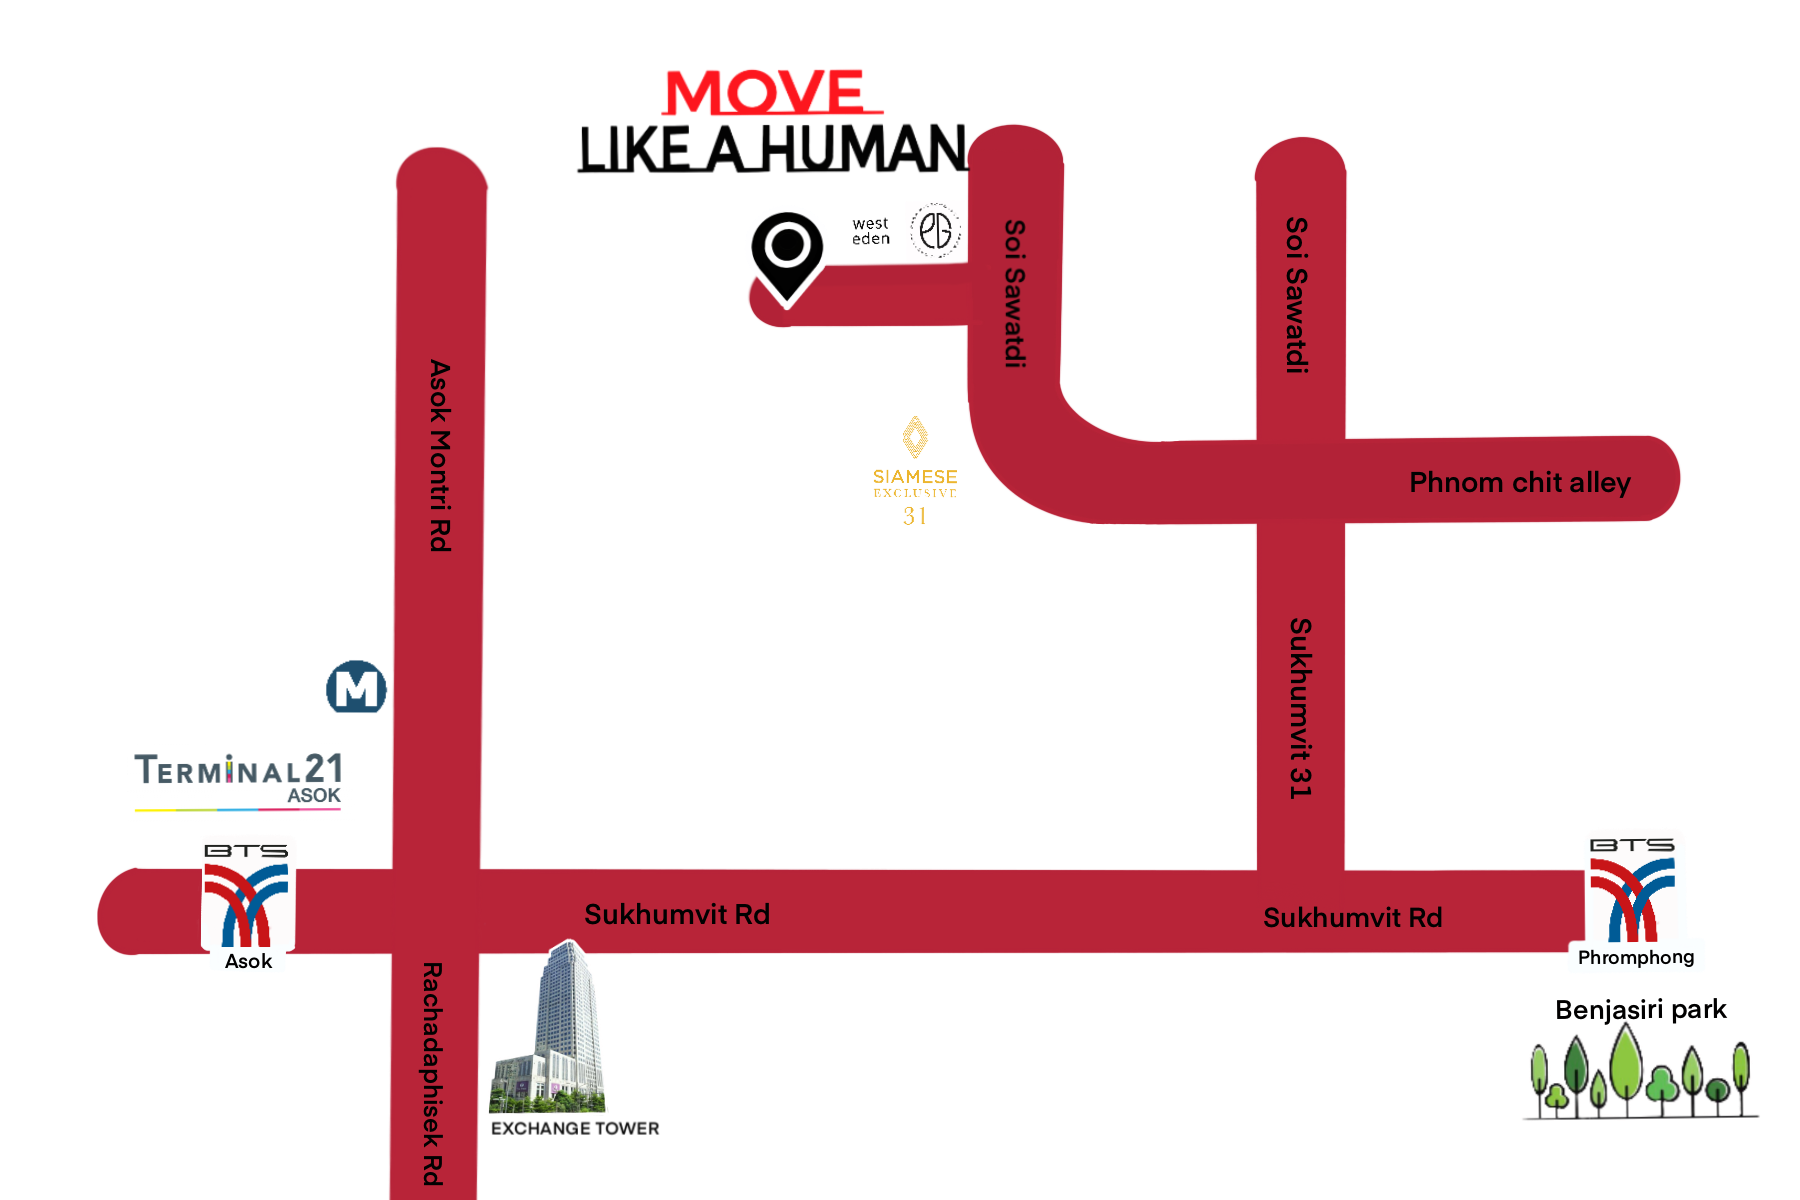 MOVE
LIKE A HUMAN
west
eden
Soi Sawatdi
Soi Sawatdi
Asok Montri Rd
SIAMESE
EXCLUSIVE
31
Phnom chit alley
Sukhumvit 31
M
TERMINAL21
ASOK
BTS
Asok
Sukhumvit Rd
Sukhumvit Rd
BTS
Phromphong
Rachadaphisek Rd
EXCHANGE TOWER
Benjasiri park